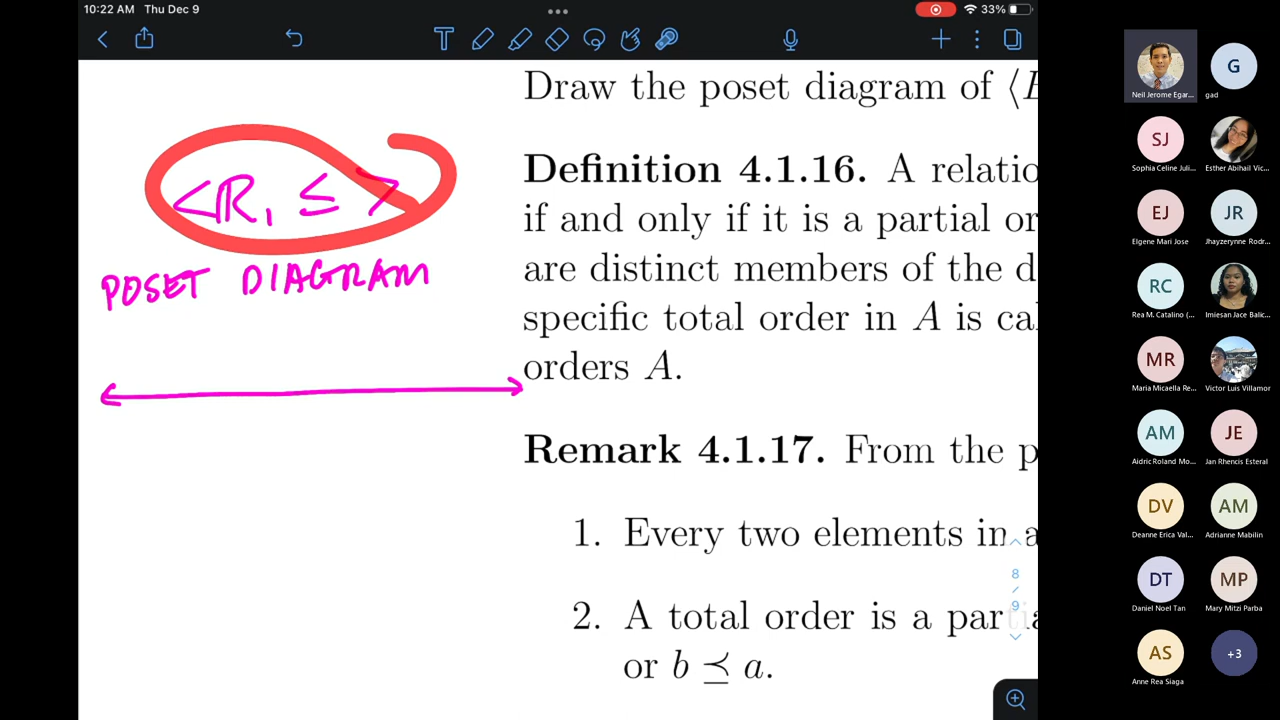 10:22 AM Thu Dec 9
33%
Draw the poset diagram of ⟨
<R, ≤ >
POSET DIAGRAM
Definition 4.1.16. A relatio
if and only if it is a partial or
are distinct members of the d
specific total order in A is cal
orders A.
Remark 4.1.17. From the p
1. Every two elements in a
2. A total order is a parti
or b ⪯ a.
8
/
9
Neil Jerome Egar...
G
gad
SJ
Sophia Celine Juli...
Esther Abihail Vic...
EJ
Elgene Mari Jose
JR
Jhayzerynne Rodr...
RC
Rea M. Catalino (...
Imiesan Jace Balic...
MR
Maria Micaella Re...
Victor Luis Villamor
AM
Aidric Roland Mo...
JE
Jan Rhencis Esteral
DV
Deanne Erica Val...
AM
Adrianne Mabilin
DT
Daniel Noel Tan
MP
Mary Mitzi Parba
AS
Anne Rea Siaga
+3